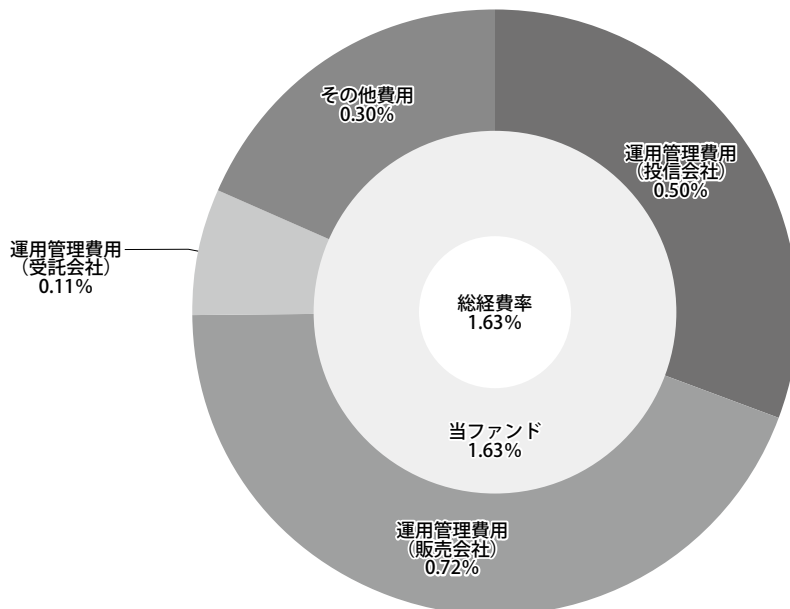 その他費用
0.30%
運用管理費用
（投信会社）
0.50%
運用管理費用
（受託会社）
0.11%
総経費率
1.63%
当ファンド
1.63%
運用管理費用
（販売会社）
0.72%